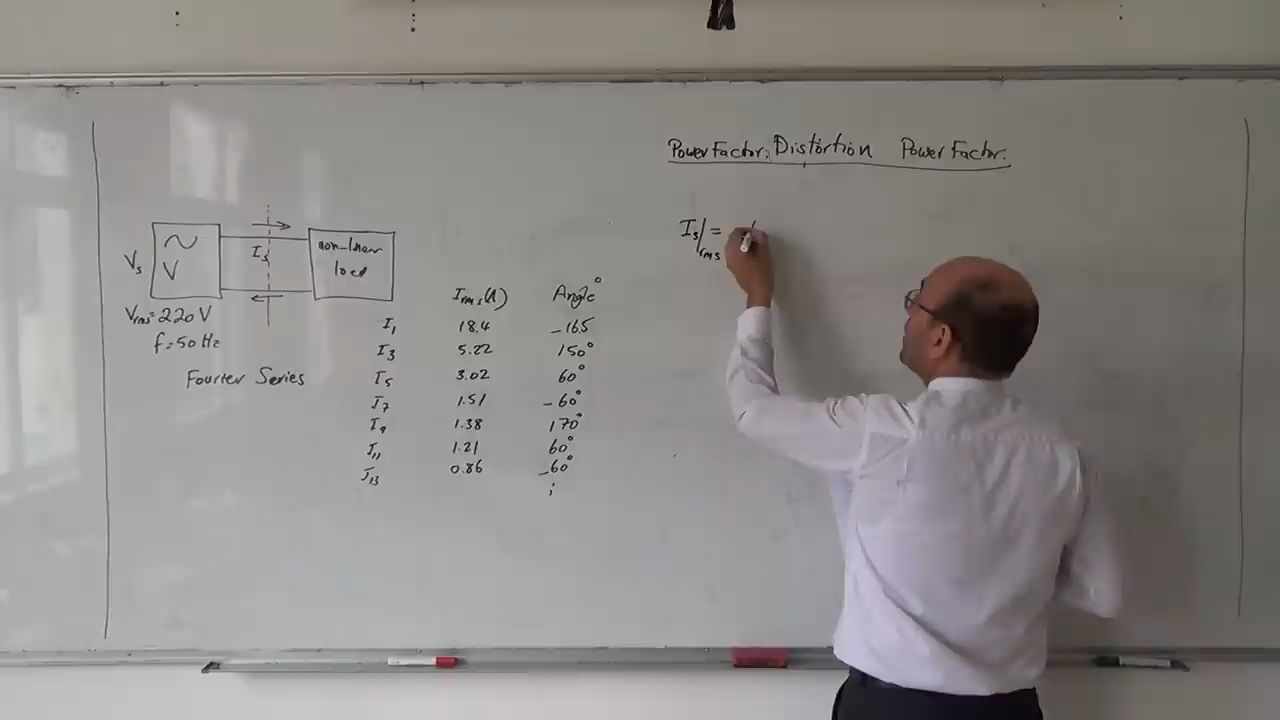 Power Factor: Distortion Power Factor.
Is|rms =
Vs
V
Is
non-linear
load
Vrms = 220 V
f = 50 Hz
Fourier Series
Irms(A) Angle°
I1 18.4 -165
I3 5.22 150°
I5 3.02 60°
I7 1.51 -60°
I9 1.38 170°
I11 1.21 60°
I13 0.86 -60°